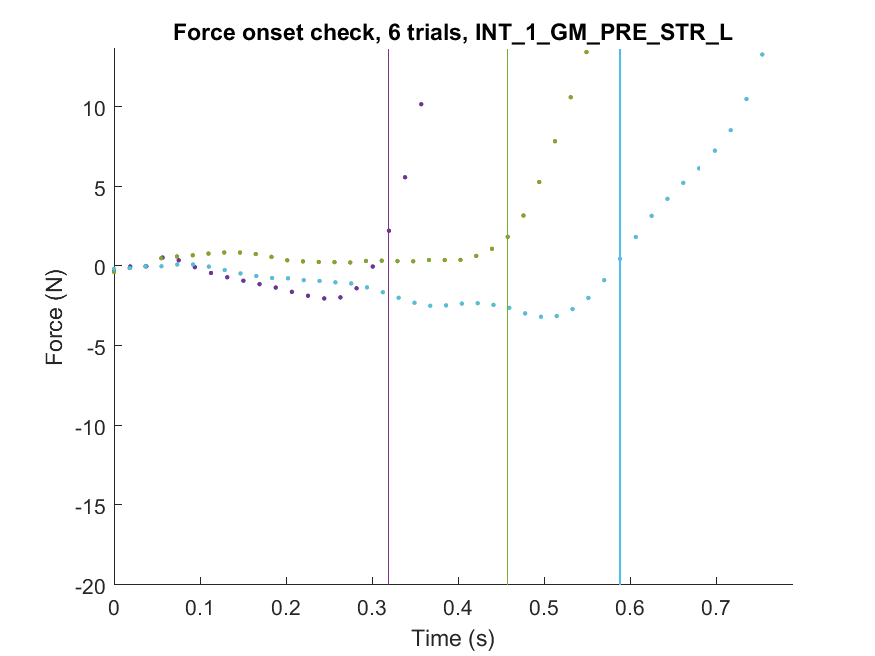 Force onset check, 6 trials, INT_1_GM_PRE_STR_L
10
5
0
-5
-10
-15
-20
Force (N)
0 0.1 0.2 0.3 0.4 0.5 0.6 0.7
Time (s)